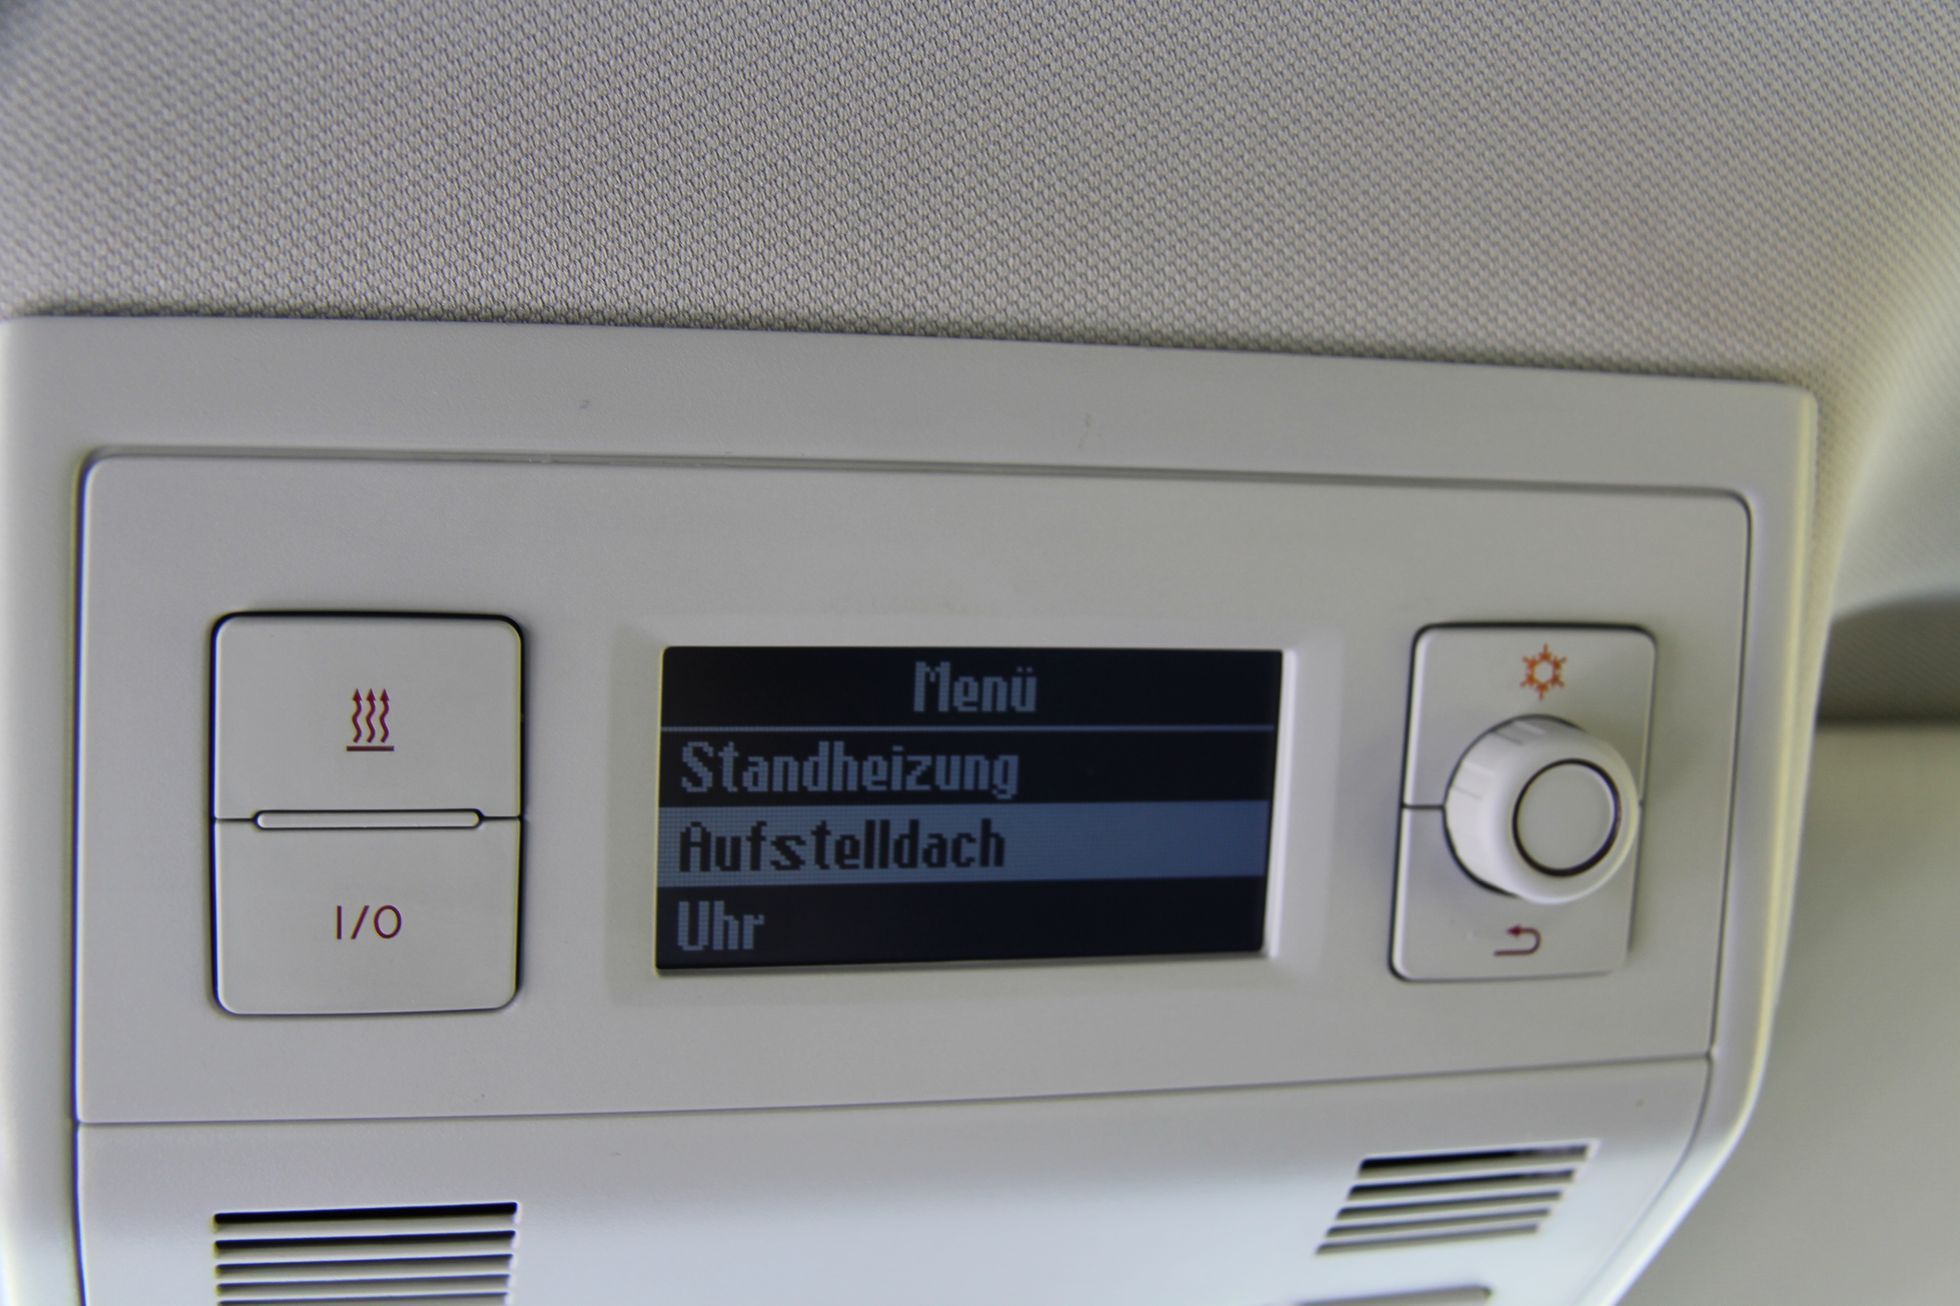 Menü
Standheizung
Aufstelldach
Uhr
I/O